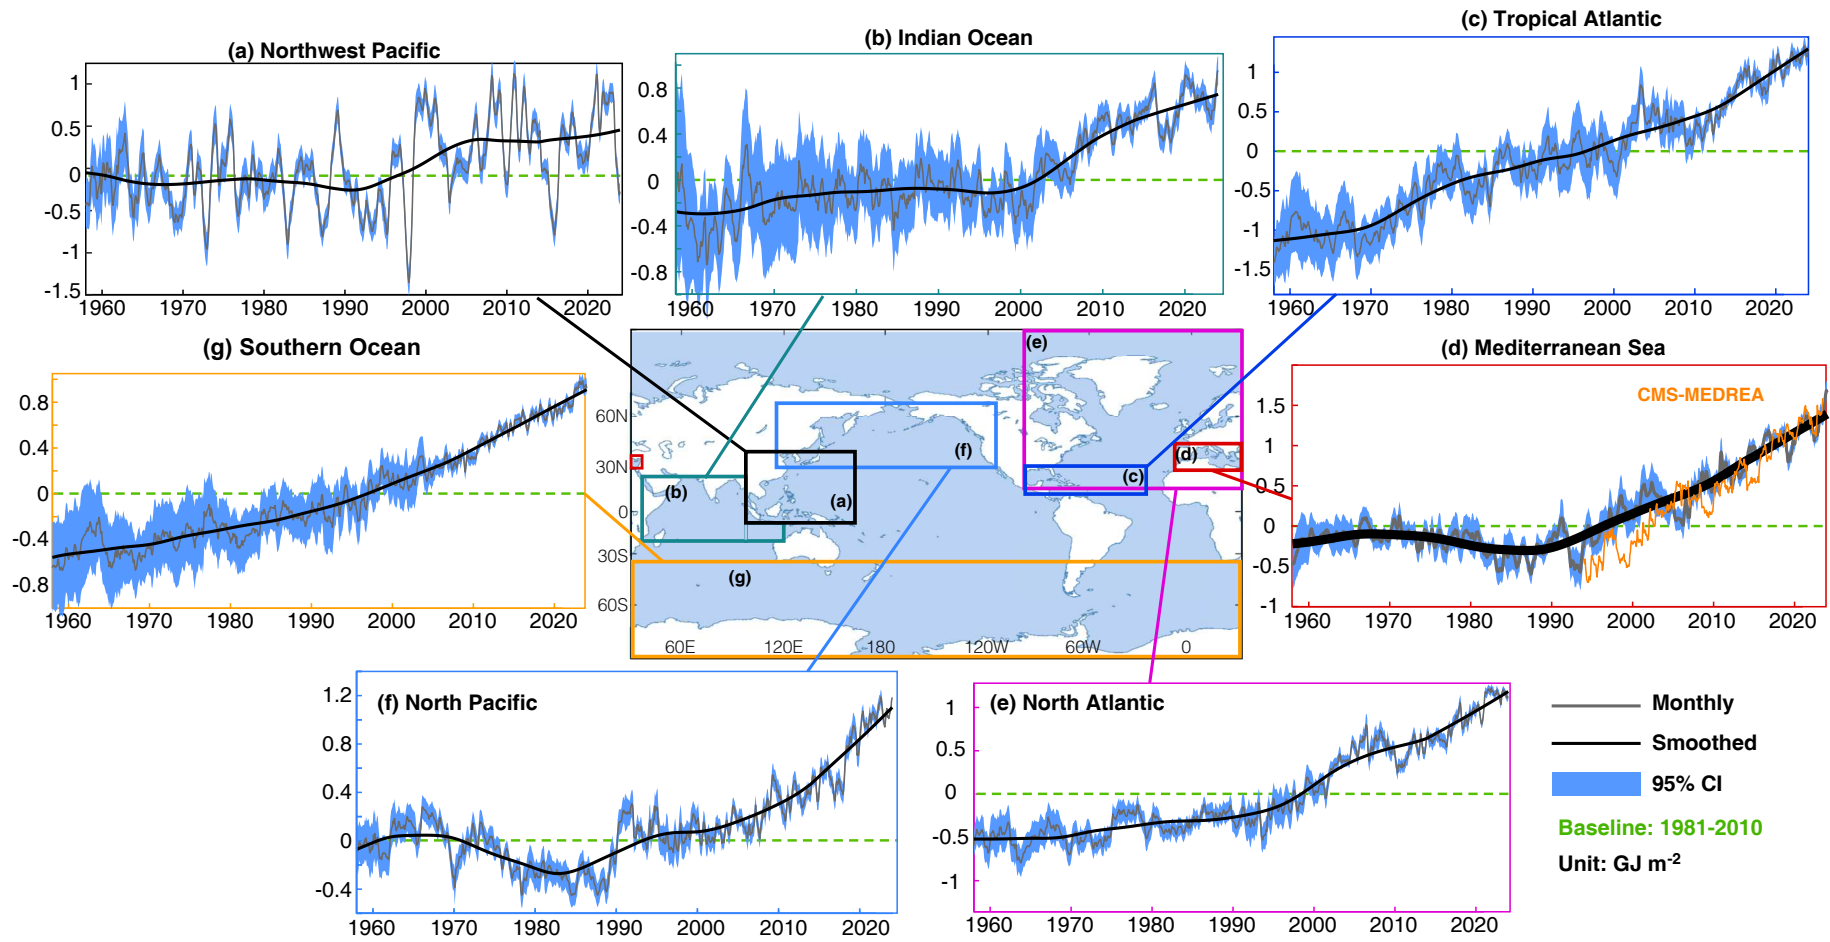 (a) Northwest Pacific
1
0.5
0
-0.5
-1
-1.5
1960 1970 1980 1990 2000 2010 2020
(b) Indian Ocean
0.8
0.4
0
-0.4
-0.8
1960 1970 1980 1990 2000 2010 2020
(c) Tropical Atlantic
1
0.5
0
-0.5
-1
-1.5
1960 1970 1980 1990 2000 2010 2020
(g) Southern Ocean
0.8
0.4
0
-0.4
-0.8
1960 1970 1980 1990 2000 2010 2020
60N
30N
0
30S
60S
60E 120E -180 120W 60W 0
(e)
(f)
(d)
(c)
(b)
(a)
(g)
(d) Mediterranean Sea
CMS-MEDREA
1.5
1
0.5
0
-0.5
-1
1960 1970 1980 1990 2000 2010 2020
(f) North Pacific
1.2
0.8
0.4
0
-0.4
1960 1970 1980 1990 2000 2010 2020
(e) North Atlantic
1
0.5
0
-0.5
-1
1960 1970 1980 1990 2000 2010 2020
Monthly
Smoothed
95% CI
Baseline: 1981-2010
Unit: GJ m-2